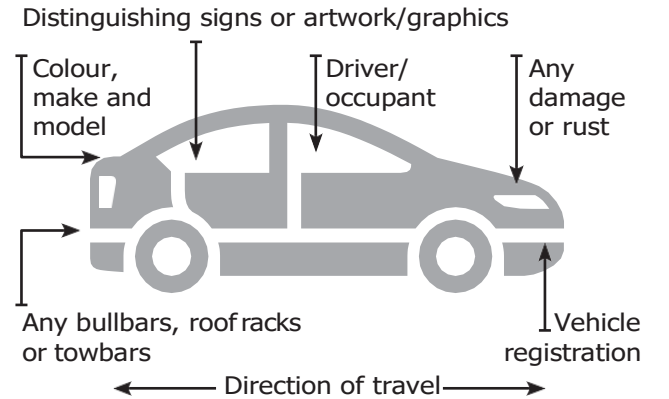 Distinguishing signs or artwork/graphics
Colour,
make and
model
Driver/
occupant
Any
damage
or rust
Any bullbars, roof racks
or towbars
Vehicle
registration
Direction of travel